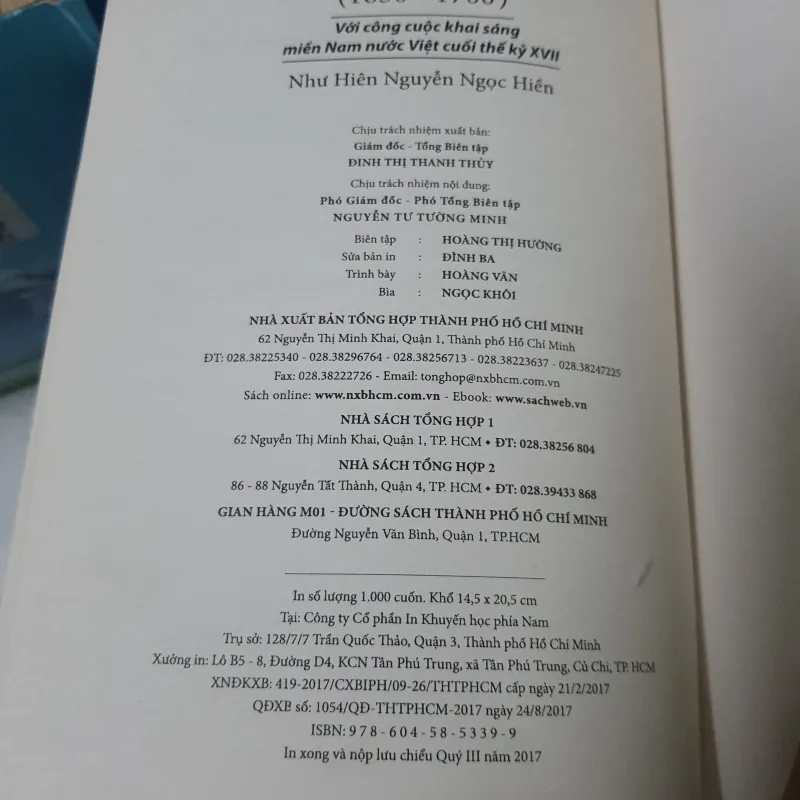 Với công cuộc khai sáng
miền Nam nước Việt cuối thế kỷ XVII
Như Hiên Nguyễn Ngọc Hiền
Chịu trách nhiệm xuất bản:
Giám đốc - Tổng Biên tập
ĐINH THỊ THANH THỦY
Chịu trách nhiệm nội dung:
Phó Giám đốc - Phó Tổng Biên tập
NGUYỄN TƯ TƯỜNG MINH
Biên tập : HOÀNG THỊ HƯỜNG
Sửa bản in : ĐÌNH BA
Trình bày : HOÀNG VÂN
Bìa : NGỌC KHÔI
NHÀ XUẤT BẢN TỔNG HỢP THÀNH PHỐ HỒ CHÍ MINH
62 Nguyễn Thị Minh Khai, Quận 1, Thành phố Hồ Chí Minh
ĐT: 028.38225340 - 028.38296764 - 028.38256713 - 028.38223637 - 028.38247225
Fax: 028.38222726 - Email: tonghop@nxbhcm.com.vn
Sách online: www.nxbhcm.com.vn - Ebook: www.sachweb.vn
NHÀ SÁCH TỔNG HỢP 1
62 Nguyễn Thị Minh Khai, Quận 1, TP. HCM • ĐT: 028.38256 804
NHÀ SÁCH TỔNG HỢP 2
86 - 88 Nguyễn Tất Thành, Quận 4, TP. HCM • ĐT: 028.39433 868
GIAN HÀNG M01 - ĐƯỜNG SÁCH THÀNH PHỐ HỒ CHÍ MINH
Đường Nguyễn Văn Bình, Quận 1, TP.HCM
In số lượng 1.000 cuốn. Khổ 14,5 x 20,5 cm
Tại: Công ty Cổ phần In Khuyến học phía Nam
Trụ sở: 128/7/7 Trần Quốc Thảo, Quận 3, Thành phố Hồ Chí Minh
Xưởng in: Lô B5 - 8, Đường D4, KCN Tân Phú Trung, xã Tân Phú Trung, Củ Chi, TP. HCM
XNĐKXB: 419-2017/CXBIPH/09-26/THTPHCM cấp ngày 21/2/2017
QĐXB số: 1054/QĐ-THTPHCM-2017 ngày 24/8/2017
ISBN: 978 - 604 - 58 - 5339 - 9
In xong và nộp lưu chiểu Quý III năm 2017